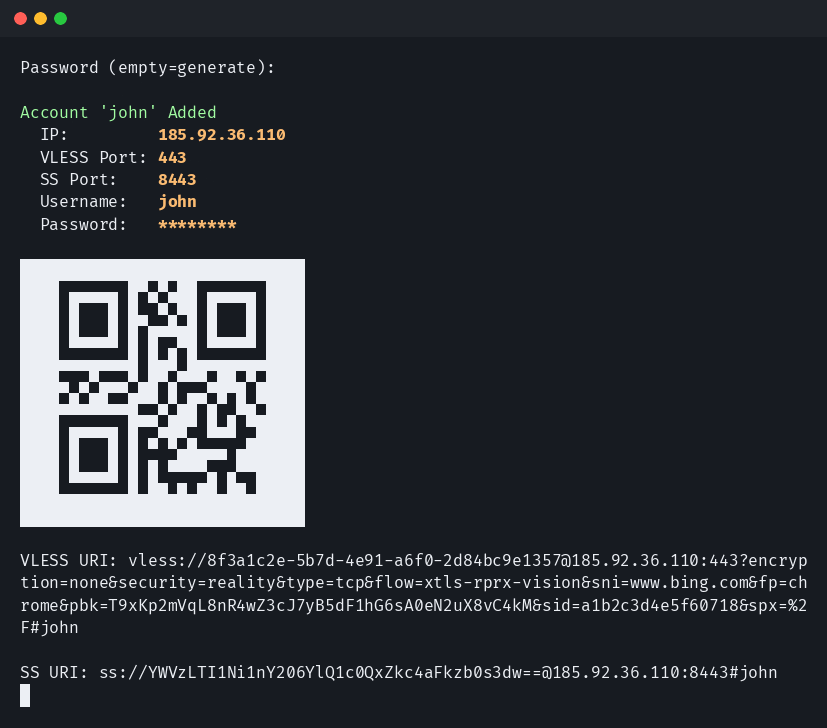 Password (empty=generate):
Account 'john' Added
IP: 185.92.36.110
VLESS Port: 443
SS Port: 8443
Username: john
Password: ********
VLESS URI: vless://8f3a1c2e-5b7d-4e91-a6f0-2d84bc9e1357@185.92.36.110:443?encryp
tion=none&security=reality&type=tcp&flow=xtls-rprx-vision&sni=www.bing.com&fp=ch
rome&pbk=T9xKp2mVqL8nR4wZ3cJ7yB5dF1hG6sA0eN2uX8vC4kM&sid=a1b2c3d4e5f60718&spx=%2
F#john
SS URI: ss://YWVzLTI1Ni1nY206YlQ1c0QxZkc4aFkzb0s3dw==@185.92.36.110:8443#john